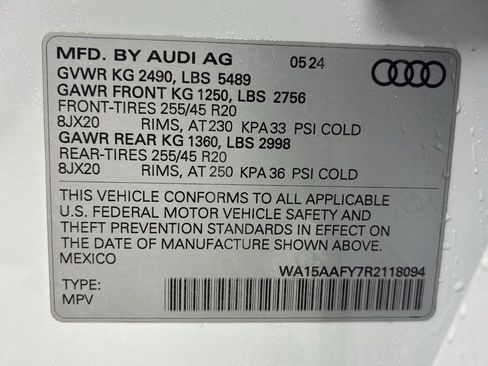 MFD. BY AUDI AG 05 24
GVWR KG 2490, LBS 5489
GAWR FRONT KG 1250, LBS 2756
FRONT-TIRES 255/45 R20
8JX20 RIMS, AT 230 KPA 33 PSI COLD
GAWR REAR KG 1360, LBS 2998
REAR-TIRES 255/45 R20
8JX20 RIMS, AT 250 KPA 36 PSI COLD
THIS VEHICLE CONFORMS TO ALL APPLICABLE
U.S. FEDERAL MOTOR VEHICLE SAFETY AND
THEFT PREVENTION STANDARDS IN EFFECT ON
THE DATE OF MANUFACTURE SHOWN ABOVE.
MEXICO WA15AAFY7R2118094
TYPE:
MPV